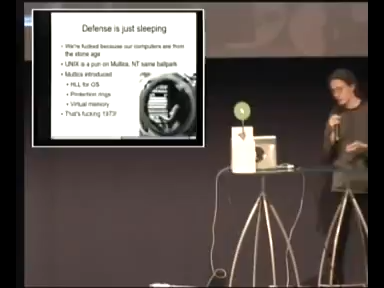 Defense is just sleeping
We're fucked because our computers are from
the stone age
UNIX is a pun on Multics, NT same ballpark
Multics introduced
HLL for OS
Protection rings
Virtual memory
That's fucking 1973!